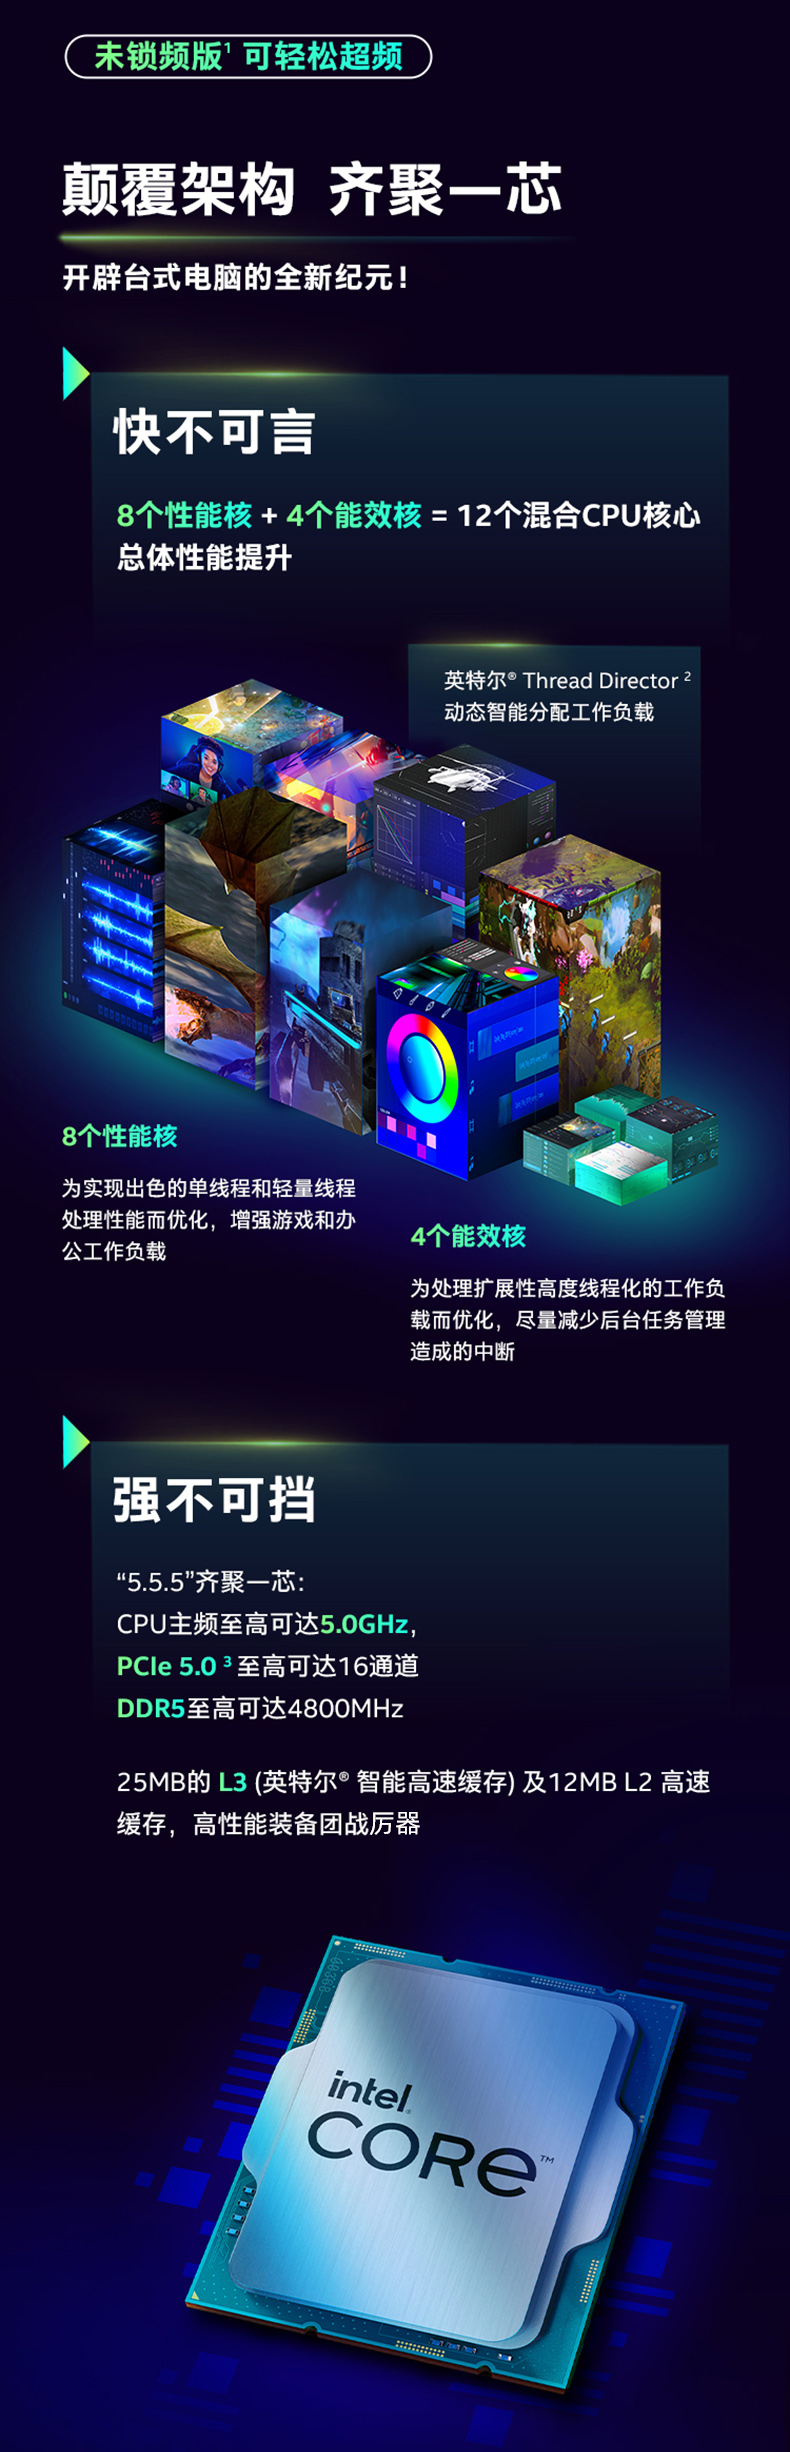 未锁频版¹ 可轻松超频
颠覆架构 齐聚一芯
开辟台式电脑的全新纪元！
快不可言
8个性能核 + 4个能效核 = 12个混合CPU核心
总体性能提升
英特尔® Thread Director ²
动态智能分配工作负载
8个性能核
为实现出色的单线程和轻量线程
处理性能而优化，增强游戏和办
公工作负载
4个能效核
为处理扩展性高度线程化的工作负
载而优化，尽量减少后台任务管理
造成的中断
强不可挡
“5.5.5”齐聚一芯：
CPU主频至高可达5.0GHz，
PCIe 5.0 ³ 至高可达16通道
DDR5至高可达4800MHz
25MB的 L3 (英特尔® 智能高速缓存) 及12MB L2 高速
缓存，高性能装备团战厉器
intel.
CORE™